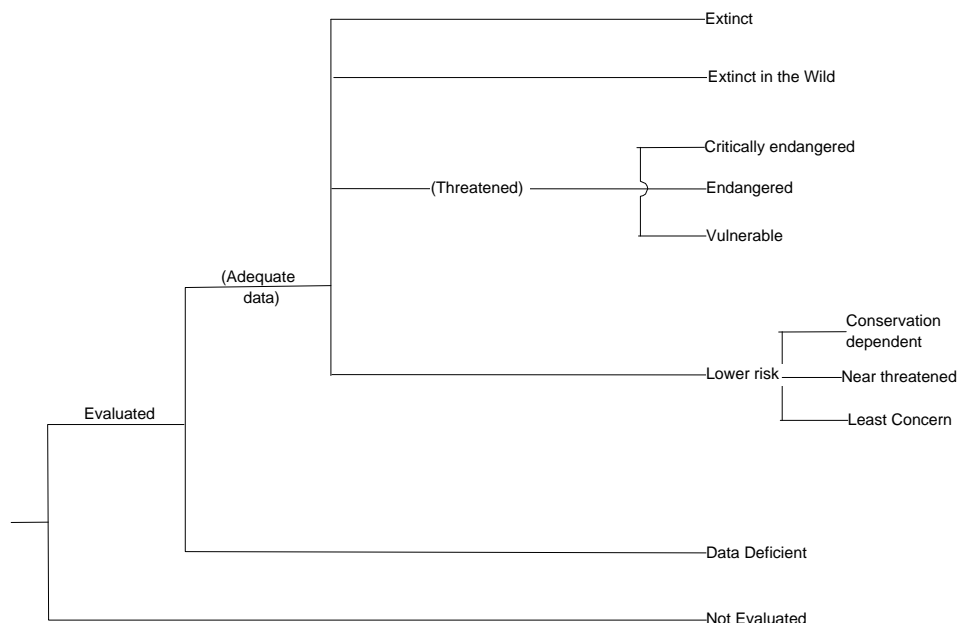 Extinct
Extinct in the Wild
Critically endangered
(Threatened)
Endangered
Vulnerable
(Adequate
data)
Conservation
dependent
Lower risk
Near threatened
Evaluated
Least Concern
Data Deficient
Not Evaluated